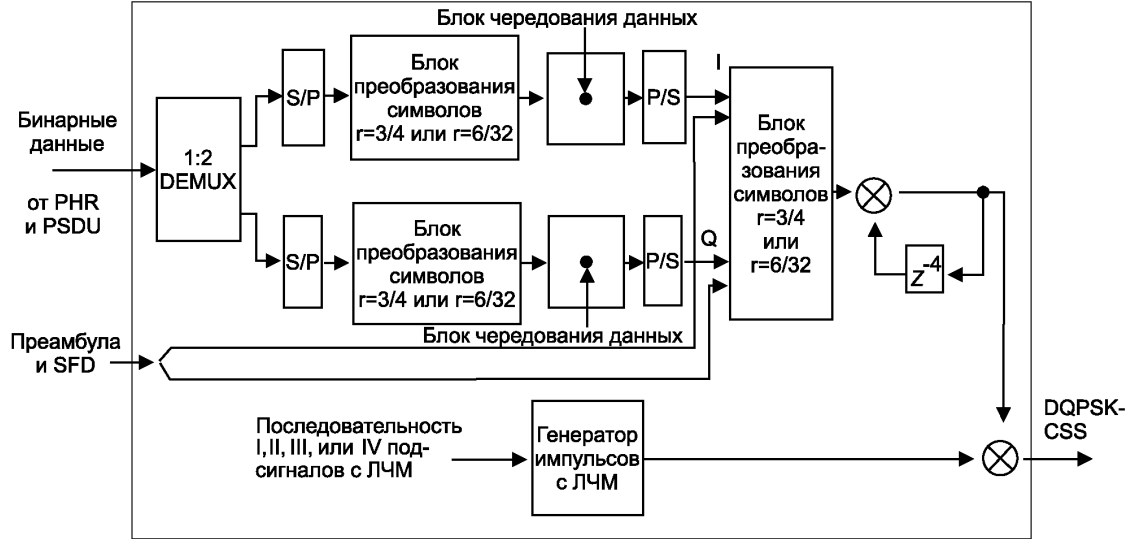 Блок чередования данных
Бинарные
данные
от PHR
и PSDU
1:2
DEMUX
S/P
Блок
преобразования
символов
r=3/4 или r=6/32
P/S
I
S/P
Блок
преобразования
символов
r=3/4 или r=6/32
P/S
Q
Блок чередования данных
Блок
преобра-
зования
символов
r=3/4
или
r=6/32
z-4
Преамбула
и SFD
Последовательность
I,II, III, или IV под-
сигналов с ЛЧМ
Генератор
импульсов
с ЛЧМ
DQPSK-
CSS